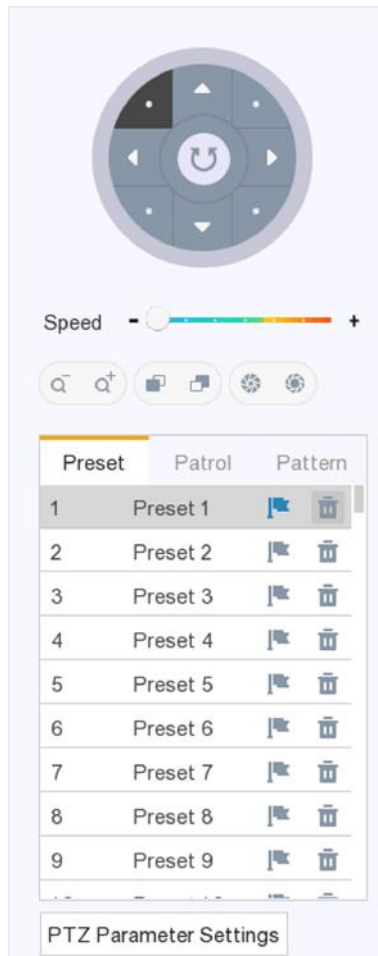 Speed - +
Preset Patrol Pattern
1 Preset 1
2 Preset 2
3 Preset 3
4 Preset 4
5 Preset 5
6 Preset 6
7 Preset 7
8 Preset 8
9 Preset 9
PTZ Parameter Settings